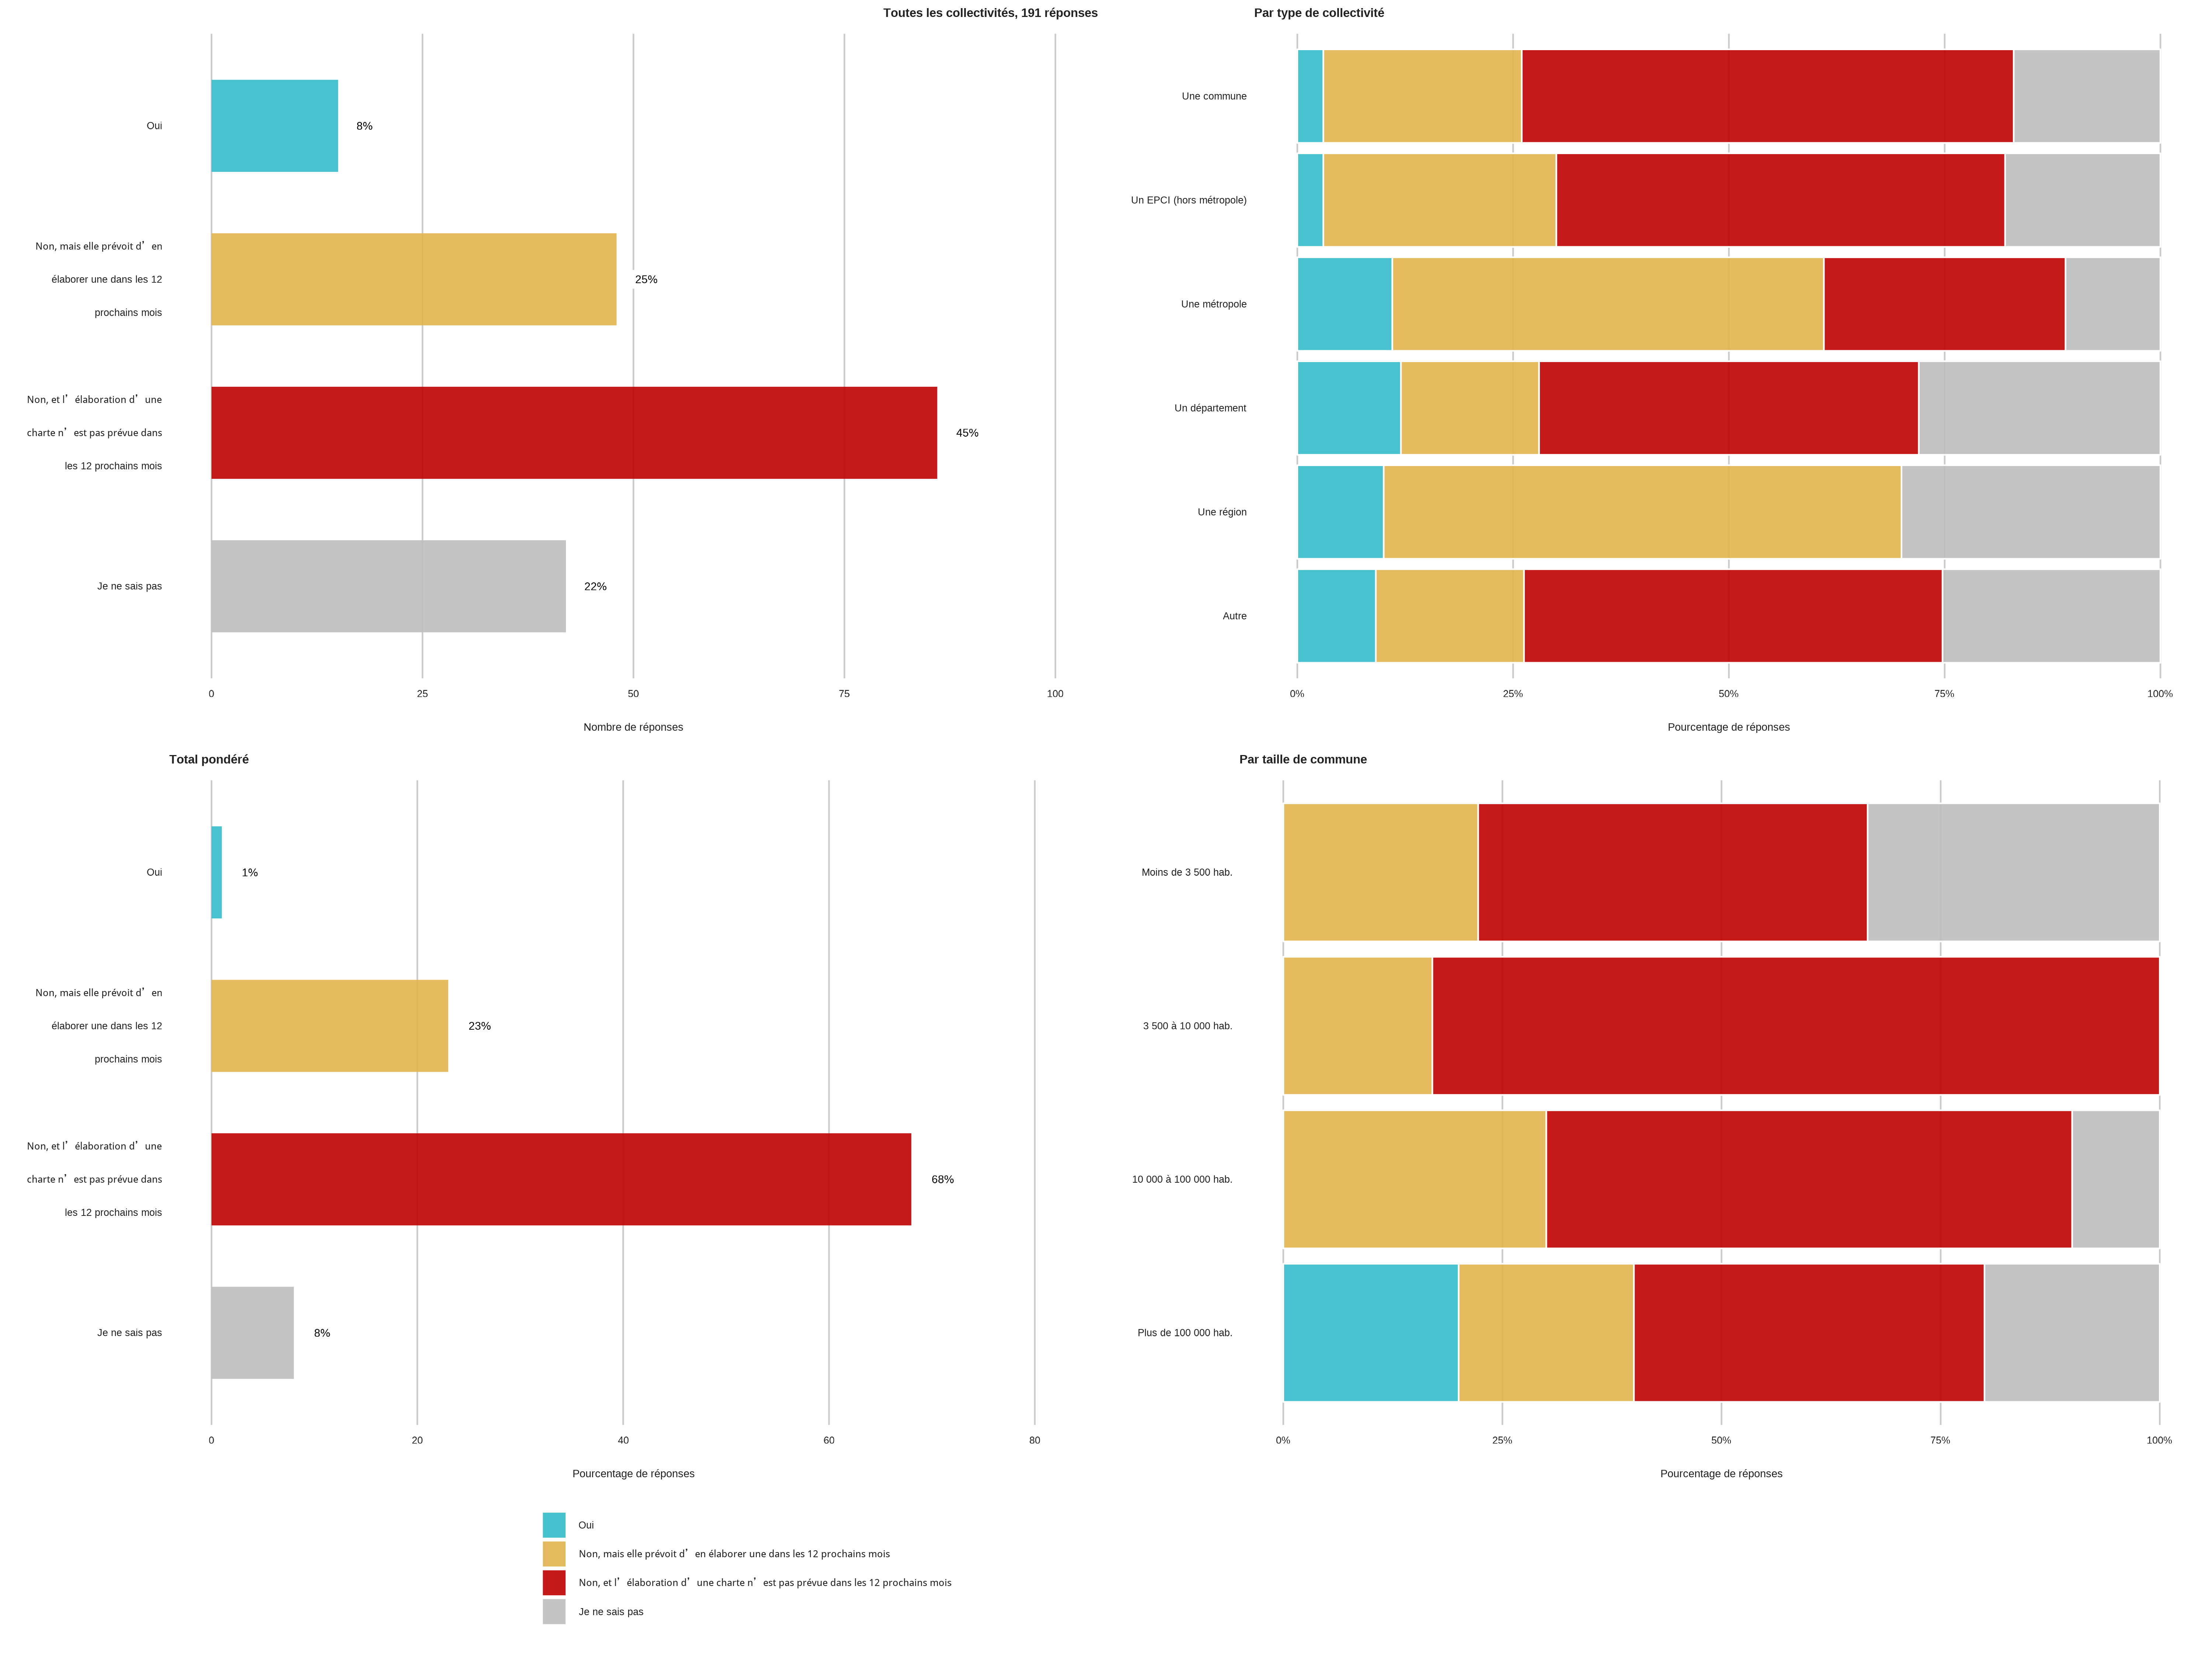 Toutes les collectivités, 191 réponses
Oui
8%
Non, mais elle prévoit d’en
élaborer une dans les 12
prochains mois
25%
Non, et l’élaboration d’une
charte n’est pas prévue dans
les 12 prochains mois
45%
Je ne sais pas
22%
0 25 50 75 100
Nombre de réponses
Par type de collectivité
Une commune
Un EPCI (hors métropole)
Une métropole
Un département
Une région
Autre
0% 25% 50% 75% 100%
Pourcentage de réponses
Total pondéré
Oui
1%
Non, mais elle prévoit d’en
élaborer une dans les 12
prochains mois
23%
Non, et l’élaboration d’une
charte n’est pas prévue dans
les 12 prochains mois
68%
Je ne sais pas
8%
0 20 40 60 80
Pourcentage de réponses
Par taille de commune
Moins de 3 500 hab.
3 500 à 10 000 hab.
10 000 à 100 000 hab.
Plus de 100 000 hab.
0% 25% 50% 75% 100%
Pourcentage de réponses
Oui
Non, mais elle prévoit d’en élaborer une dans les 12 prochains mois
Non, et l’élaboration d’une charte n’est pas prévue dans les 12 prochains mois
Je ne sais pas